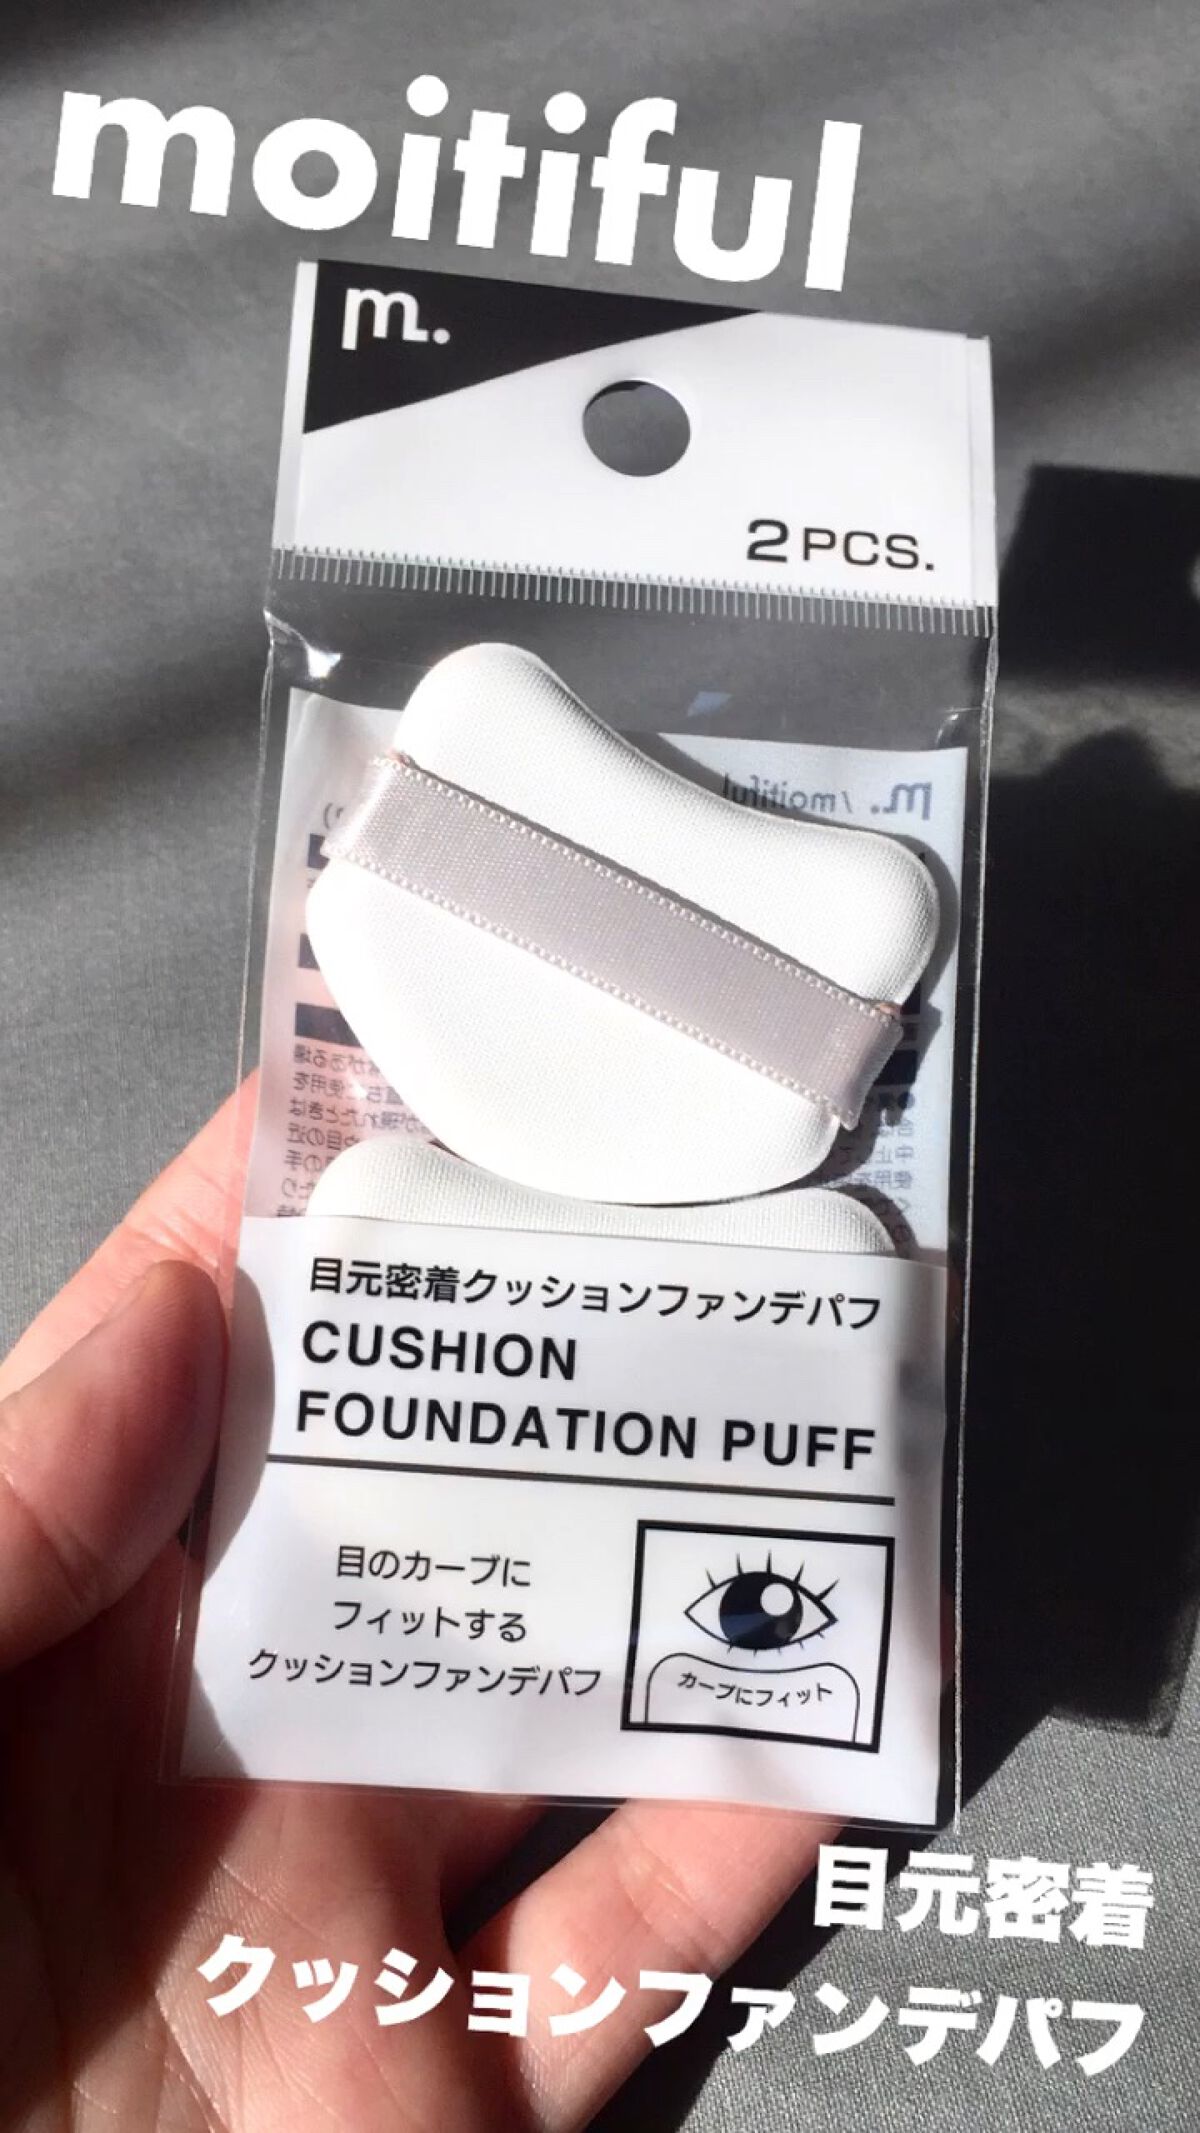 moitiful
m.
2PCS.
m. / moitiful
目元密着クッションファンデパフ
CUSHION
FOUNDATION PUFF
目のカーブに
フィットする
クッションファンデパフ
カーブにフィット
目元密着
クッションファンデパフ